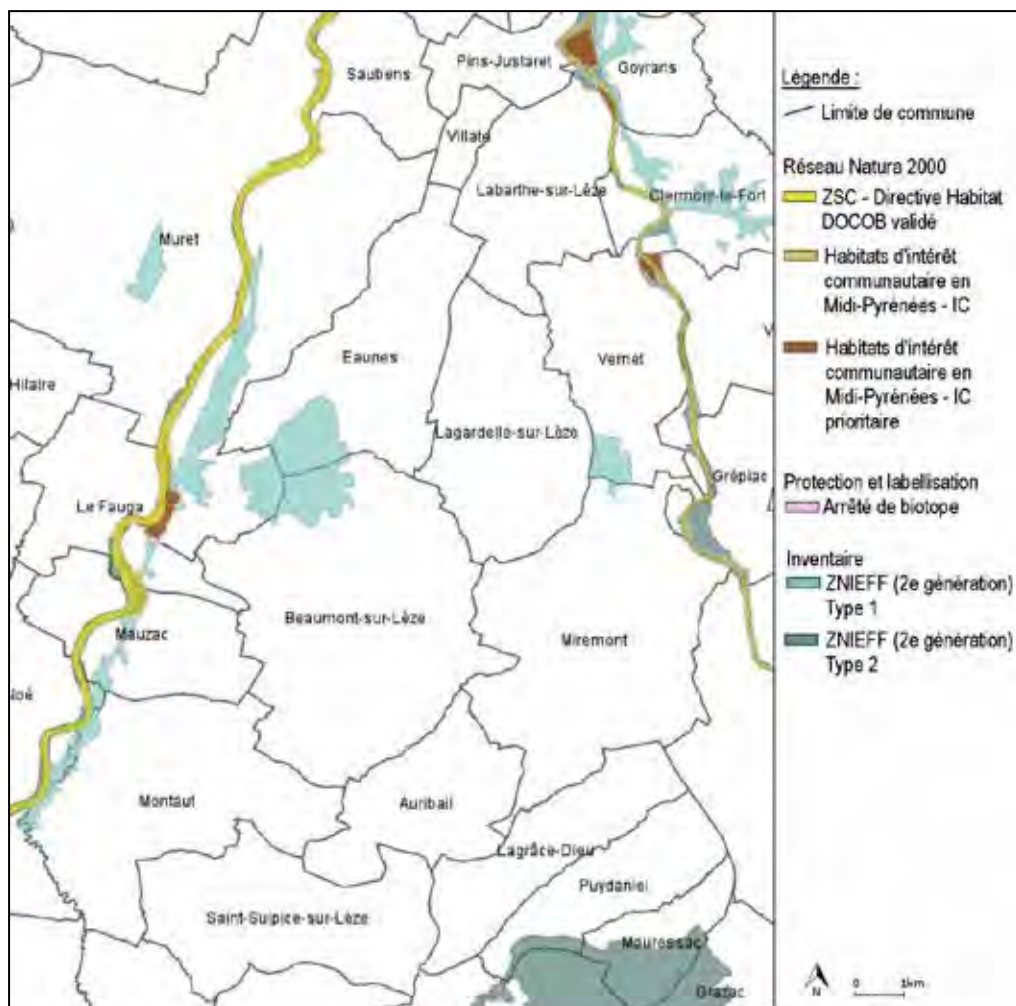 Saubens
Pins-Justaret
Goyrans
Villate
Labarthe-sur-Lèze
Clermont-le-Fort
Muret
Eaunes
Vernet
Hilaire
Lagardelle-sur-Lèze
Grépiac
Le Fauga
Beaumont-sur-Lèze
Miremont
Mauzac
Noé
Montaut
Auribail
Lagrâce-Dieu
Puydaniel
Saint-Sulpice-sur-Lèze
Mauressac
Grazac
Légende :
Limite de commune
Réseau Natura 2000
ZSC - Directive Habitat
DOCOB validé
Habitats d'intérêt
communautaire en
Midi-Pyrénées - IC
Habitats d'intérêt
communautaire en
Midi-Pyrénées - IC
prioritaire
Protection et labellisation
Arrêté de biotope
Inventaire
ZNIEFF (2e génération)
Type 1
ZNIEFF (2e génération)
Type 2
N
0 1km